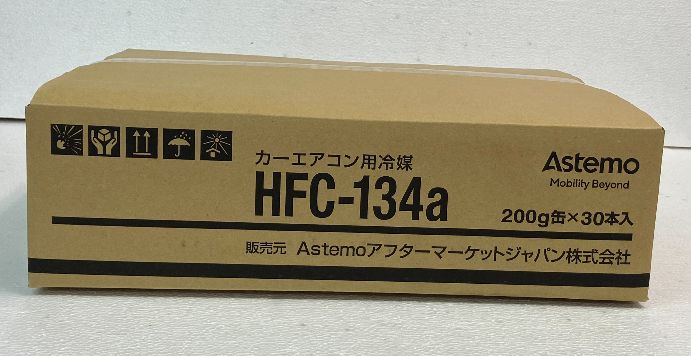 カーエアコン用冷媒
HFC-134a
Astemo
Mobility Beyond
200g缶×30本入
販売元 Astemoアフターマーケットジャパン株式会社